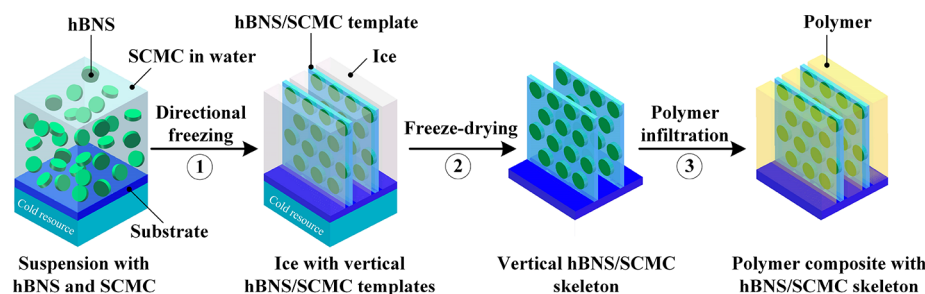 hBNS
SCMC in water
Cold resource
Substrate
Suspension with
hBNS and SCMC
Directional
freezing
1
hBNS/SCMC template
Ice
Cold resource
Ice with vertical
hBNS/SCMC templates
Freeze-drying
2
Vertical hBNS/SCMC
skeleton
Polymer
infiltration
3
Polymer
Polymer composite with
hBNS/SCMC skeleton